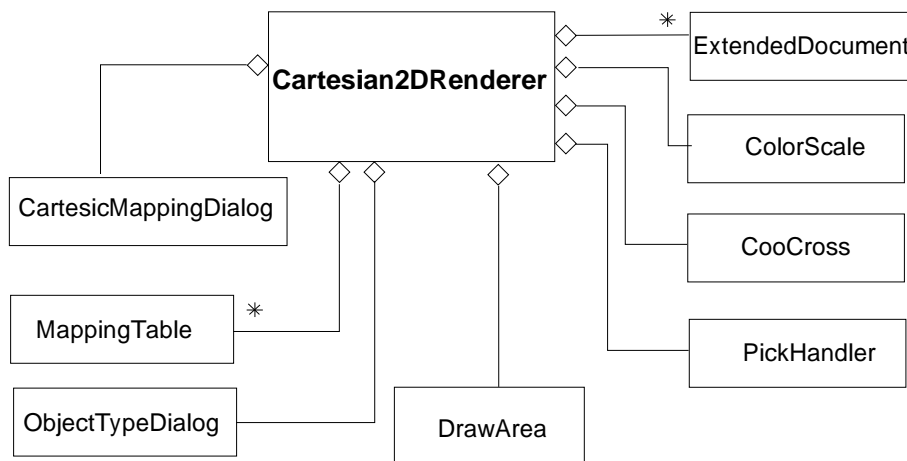 *
ExtendedDocument
Cartesian2DRenderer
ColorScale
CartesicMappingDialog
CooCross
*
MappingTable
PickHandler
ObjectTypeDialog
DrawArea